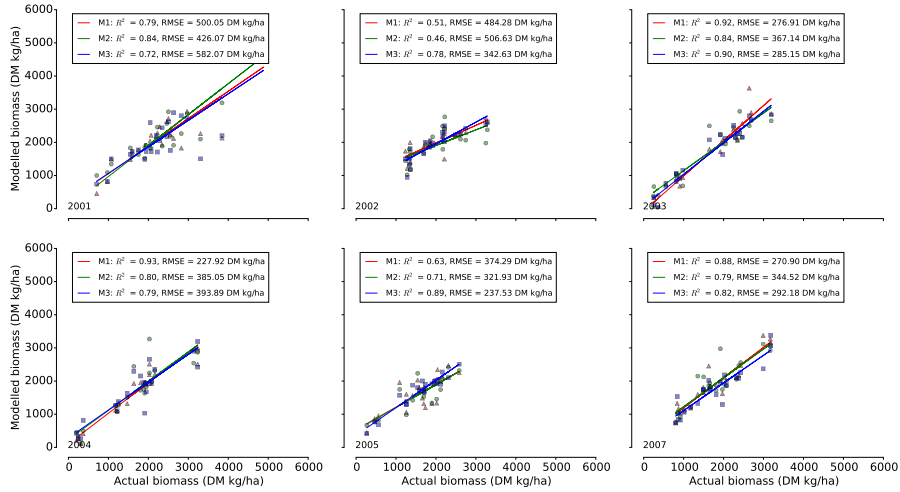 M1: R² = 0.79, RMSE = 500.05 DM kg/ha
M2: R² = 0.84, RMSE = 426.07 DM kg/ha
M3: R² = 0.72, RMSE = 582.07 DM kg/ha
M1: R² = 0.51, RMSE = 484.28 DM kg/ha
M2: R² = 0.46, RMSE = 506.63 DM kg/ha
M3: R² = 0.78, RMSE = 342.63 DM kg/ha
M1: R² = 0.92, RMSE = 276.91 DM kg/ha
M2: R² = 0.84, RMSE = 367.14 DM kg/ha
M3: R² = 0.90, RMSE = 285.15 DM kg/ha
Modelled biomass (DM kg/ha)
6000
5000
4000
3000
2000
1000
0
2001
2002
2003
M1: R² = 0.93, RMSE = 227.92 DM kg/ha
M2: R² = 0.80, RMSE = 385.05 DM kg/ha
M3: R² = 0.79, RMSE = 393.89 DM kg/ha
M1: R² = 0.63, RMSE = 374.29 DM kg/ha
M2: R² = 0.71, RMSE = 321.93 DM kg/ha
M3: R² = 0.89, RMSE = 237.53 DM kg/ha
M1: R² = 0.88, RMSE = 270.90 DM kg/ha
M2: R² = 0.79, RMSE = 344.52 DM kg/ha
M3: R² = 0.82, RMSE = 292.18 DM kg/ha
Modelled biomass (DM kg/ha)
6000
5000
4000
3000
2000
1000
0
2004
2005
2007
0 1000 2000 3000 4000 5000 6000
0 1000 2000 3000 4000 5000 6000
0 1000 2000 3000 4000 5000 6000
Actual biomass (DM kg/ha)
Actual biomass (DM kg/ha)
Actual biomass (DM kg/ha)